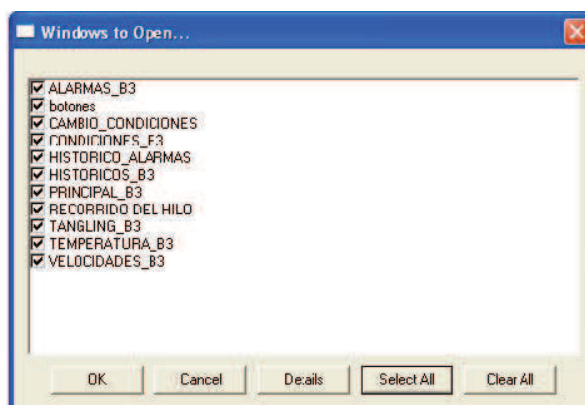 Windows to Open...
ALARMAS_B3
botones
CAMBIO_CONDICIONES
CONDICIONES_F3
HISTORICO_ALARMAS
HISTORICOS_B3
PRINCIPAL_B3
RECORRIDO DEL HILO
TANGLING_B3
TEMPERATURA_B3
VELOCIDADES_B3
OK Cancel Details Select All Clear All